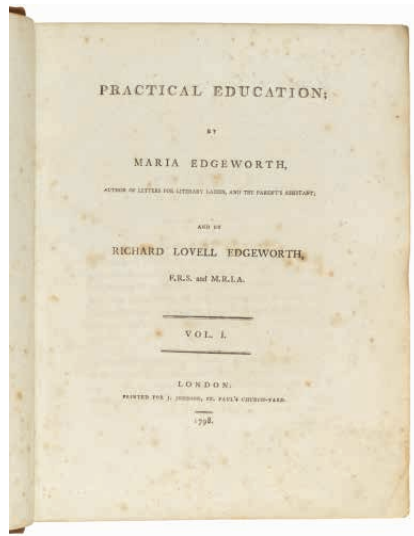 PRACTICAL EDUCATION;
BY
MARIA EDGEWORTH,
AUTHOR OF LETTERS FOR LITERARY LADIES, AND THE PARENT'S ASSISTANT;
AND BY
RICHARD LOVELL EDGEWORTH,
F.R.S. and M.R.I.A.
VOL. I.
LONDON:
PRINTED FOR J. JOHNSON, ST. PAUL'S CHURCH-YARD.
1798.